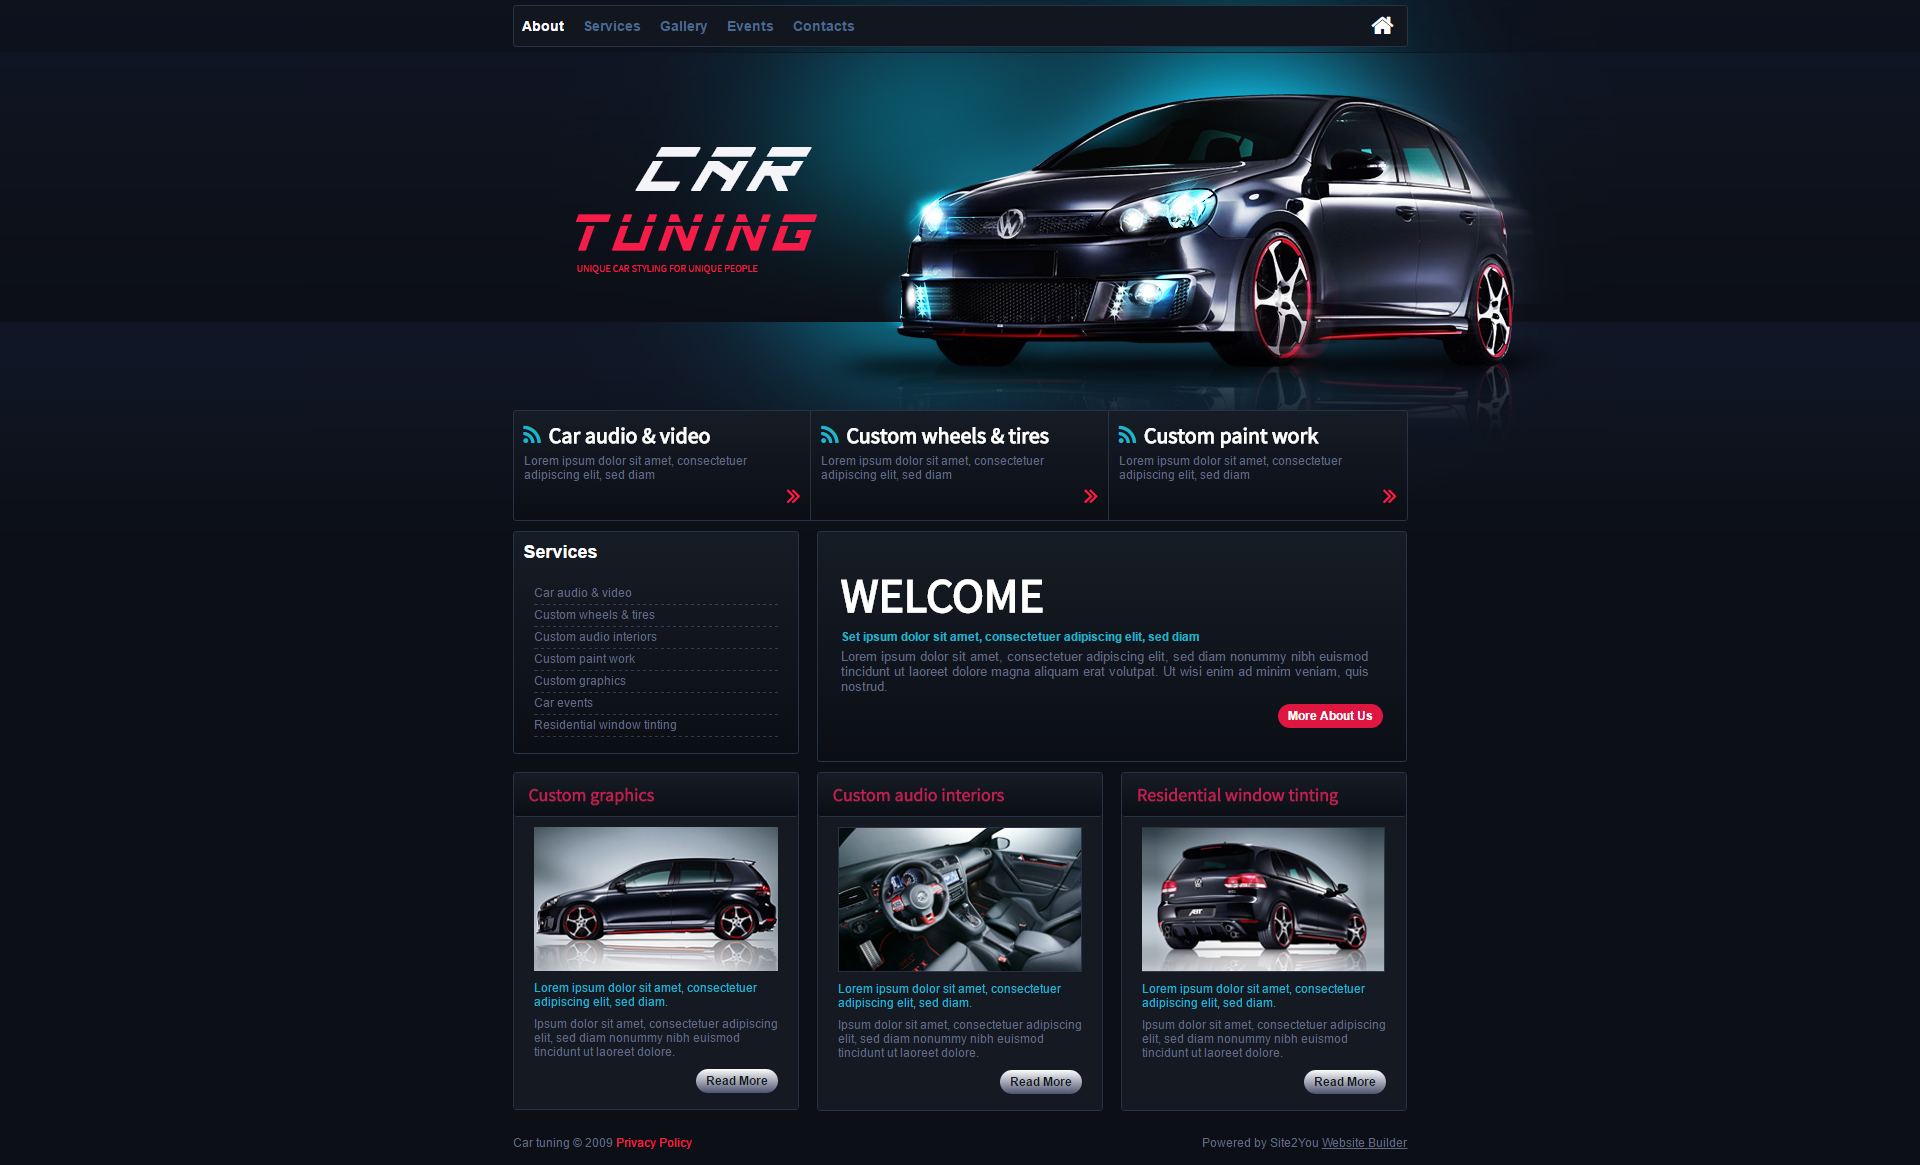 About Services Gallery Events Contacts
CAR
TUNING
UNIQUE CAR STYLING FOR UNIQUE PEOPLE
Car audio & video
Lorem ipsum dolor sit amet, consectetuer
adipiscing elit, sed diam
Custom wheels & tires
Lorem ipsum dolor sit amet, consectetuer
adipiscing elit, sed diam
Custom paint work
Lorem ipsum dolor sit amet, consectetuer
adipiscing elit, sed diam
Services
Car audio & video
Custom wheels & tires
Custom audio interiors
Custom paint work
Custom graphics
Car events
Residential window tinting
WELCOME
Set ipsum dolor sit amet, consectetuer adipiscing elit, sed diam
Lorem ipsum dolor sit amet, consectetuer adipiscing elit, sed diam nonummy nibh euismod
tincidunt ut laoreet dolore magna aliquam erat volutpat. Ut wisi enim ad minim veniam, quis
nostrud.
More About Us
Custom graphics
Lorem ipsum dolor sit amet, consectetuer
adipiscing elit, sed diam.
Ipsum dolor sit amet, consectetuer adipiscing
elit, sed diam nonummy nibh euismod
tincidunt ut laoreet dolore.
Read More
Custom audio interiors
Lorem ipsum dolor sit amet, consectetuer
adipiscing elit, sed diam.
Ipsum dolor sit amet, consectetuer adipiscing
elit, sed diam nonummy nibh euismod
tincidunt ut laoreet dolore.
Read More
Residential window tinting
ABT
Lorem ipsum dolor sit amet, consectetuer
adipiscing elit, sed diam.
Ipsum dolor sit amet, consectetuer adipiscing
elit, sed diam nonummy nibh euismod
tincidunt ut laoreet dolore.
Read More
Car tuning © 2009 Privacy Policy
Powered by Site2You Website Builder